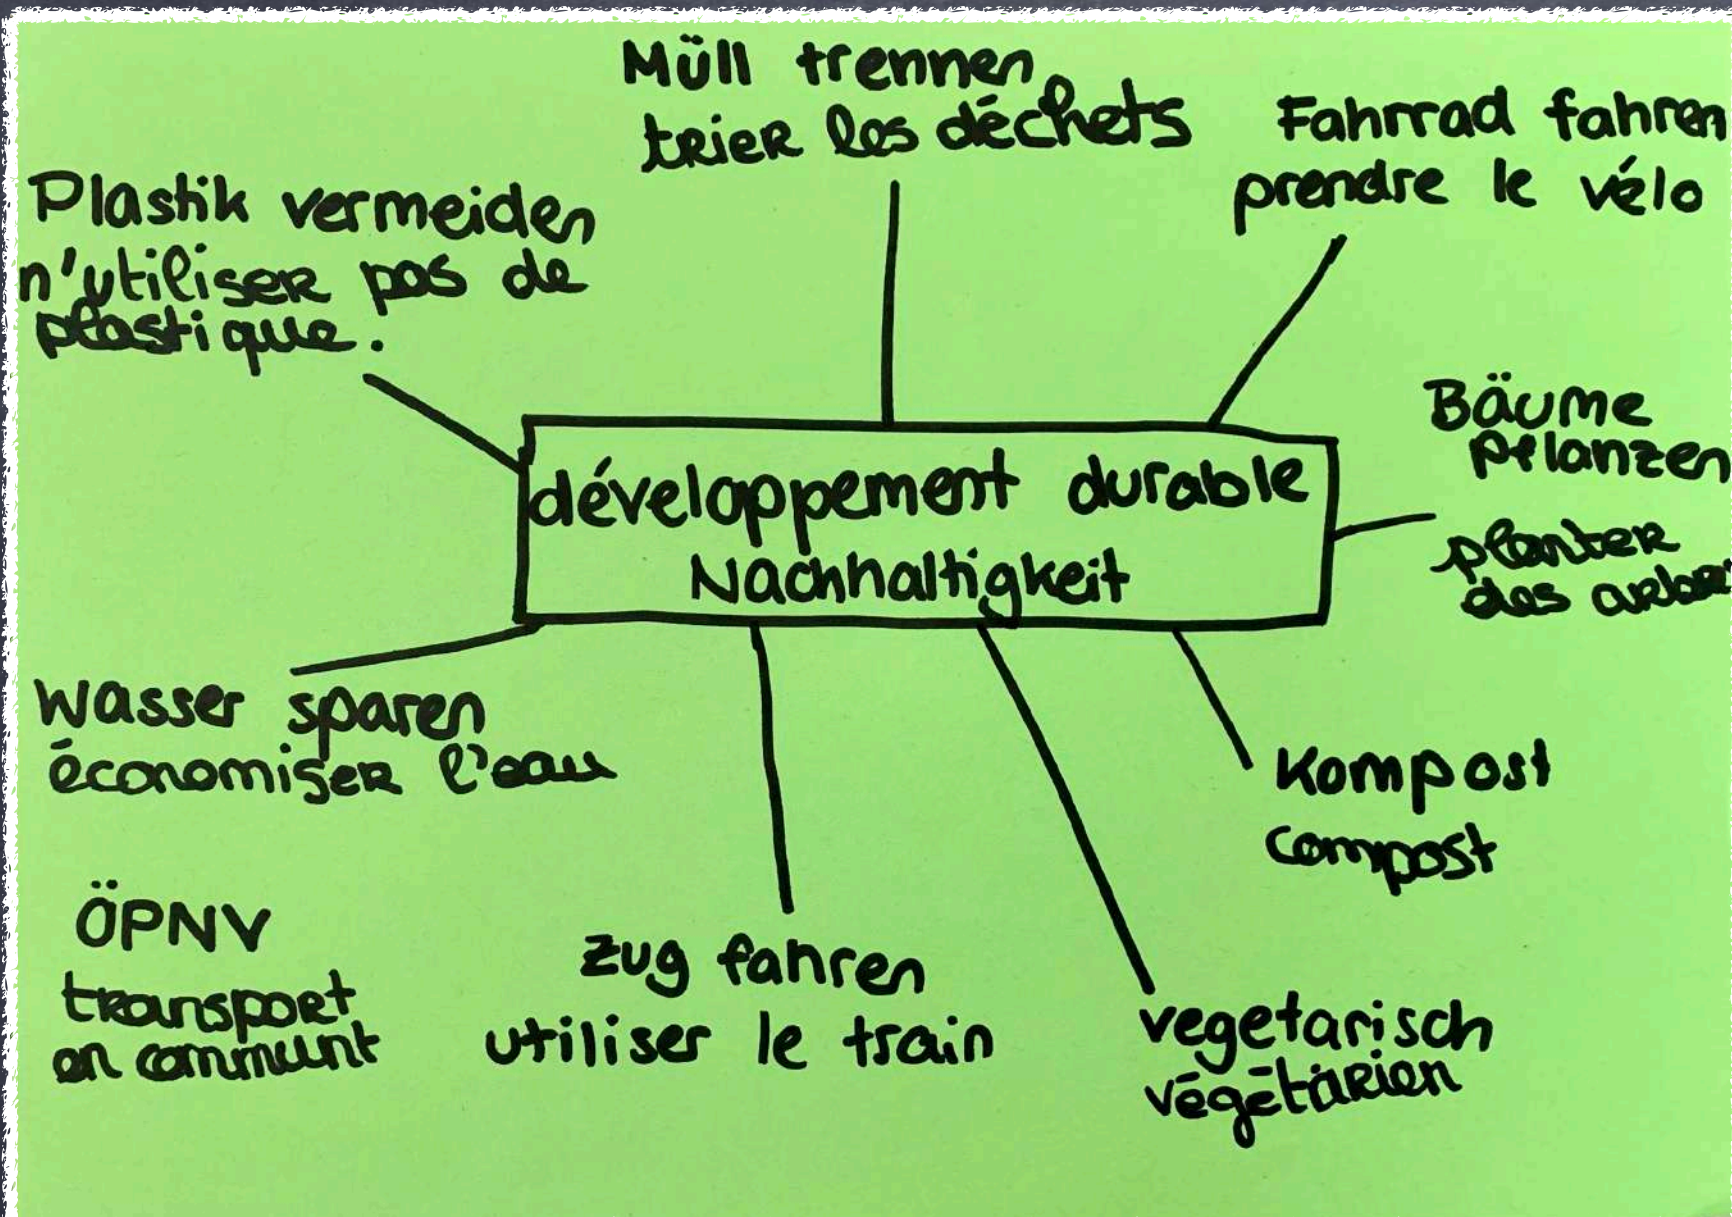 Müll trennen
trier les déchets
Fahrrad fahren
prendre le vélo
Plastik vermeiden
n'utiliser pas de
plastique.
Bäume
pflanzen
planter
des
développement durable
Nachhaltigkeit
Wasser sparen
économiser l'eau
Kompost
compost
ÖPNV
transport
en communt
Zug fahren
utiliser le train
vegetarisch
végétarien